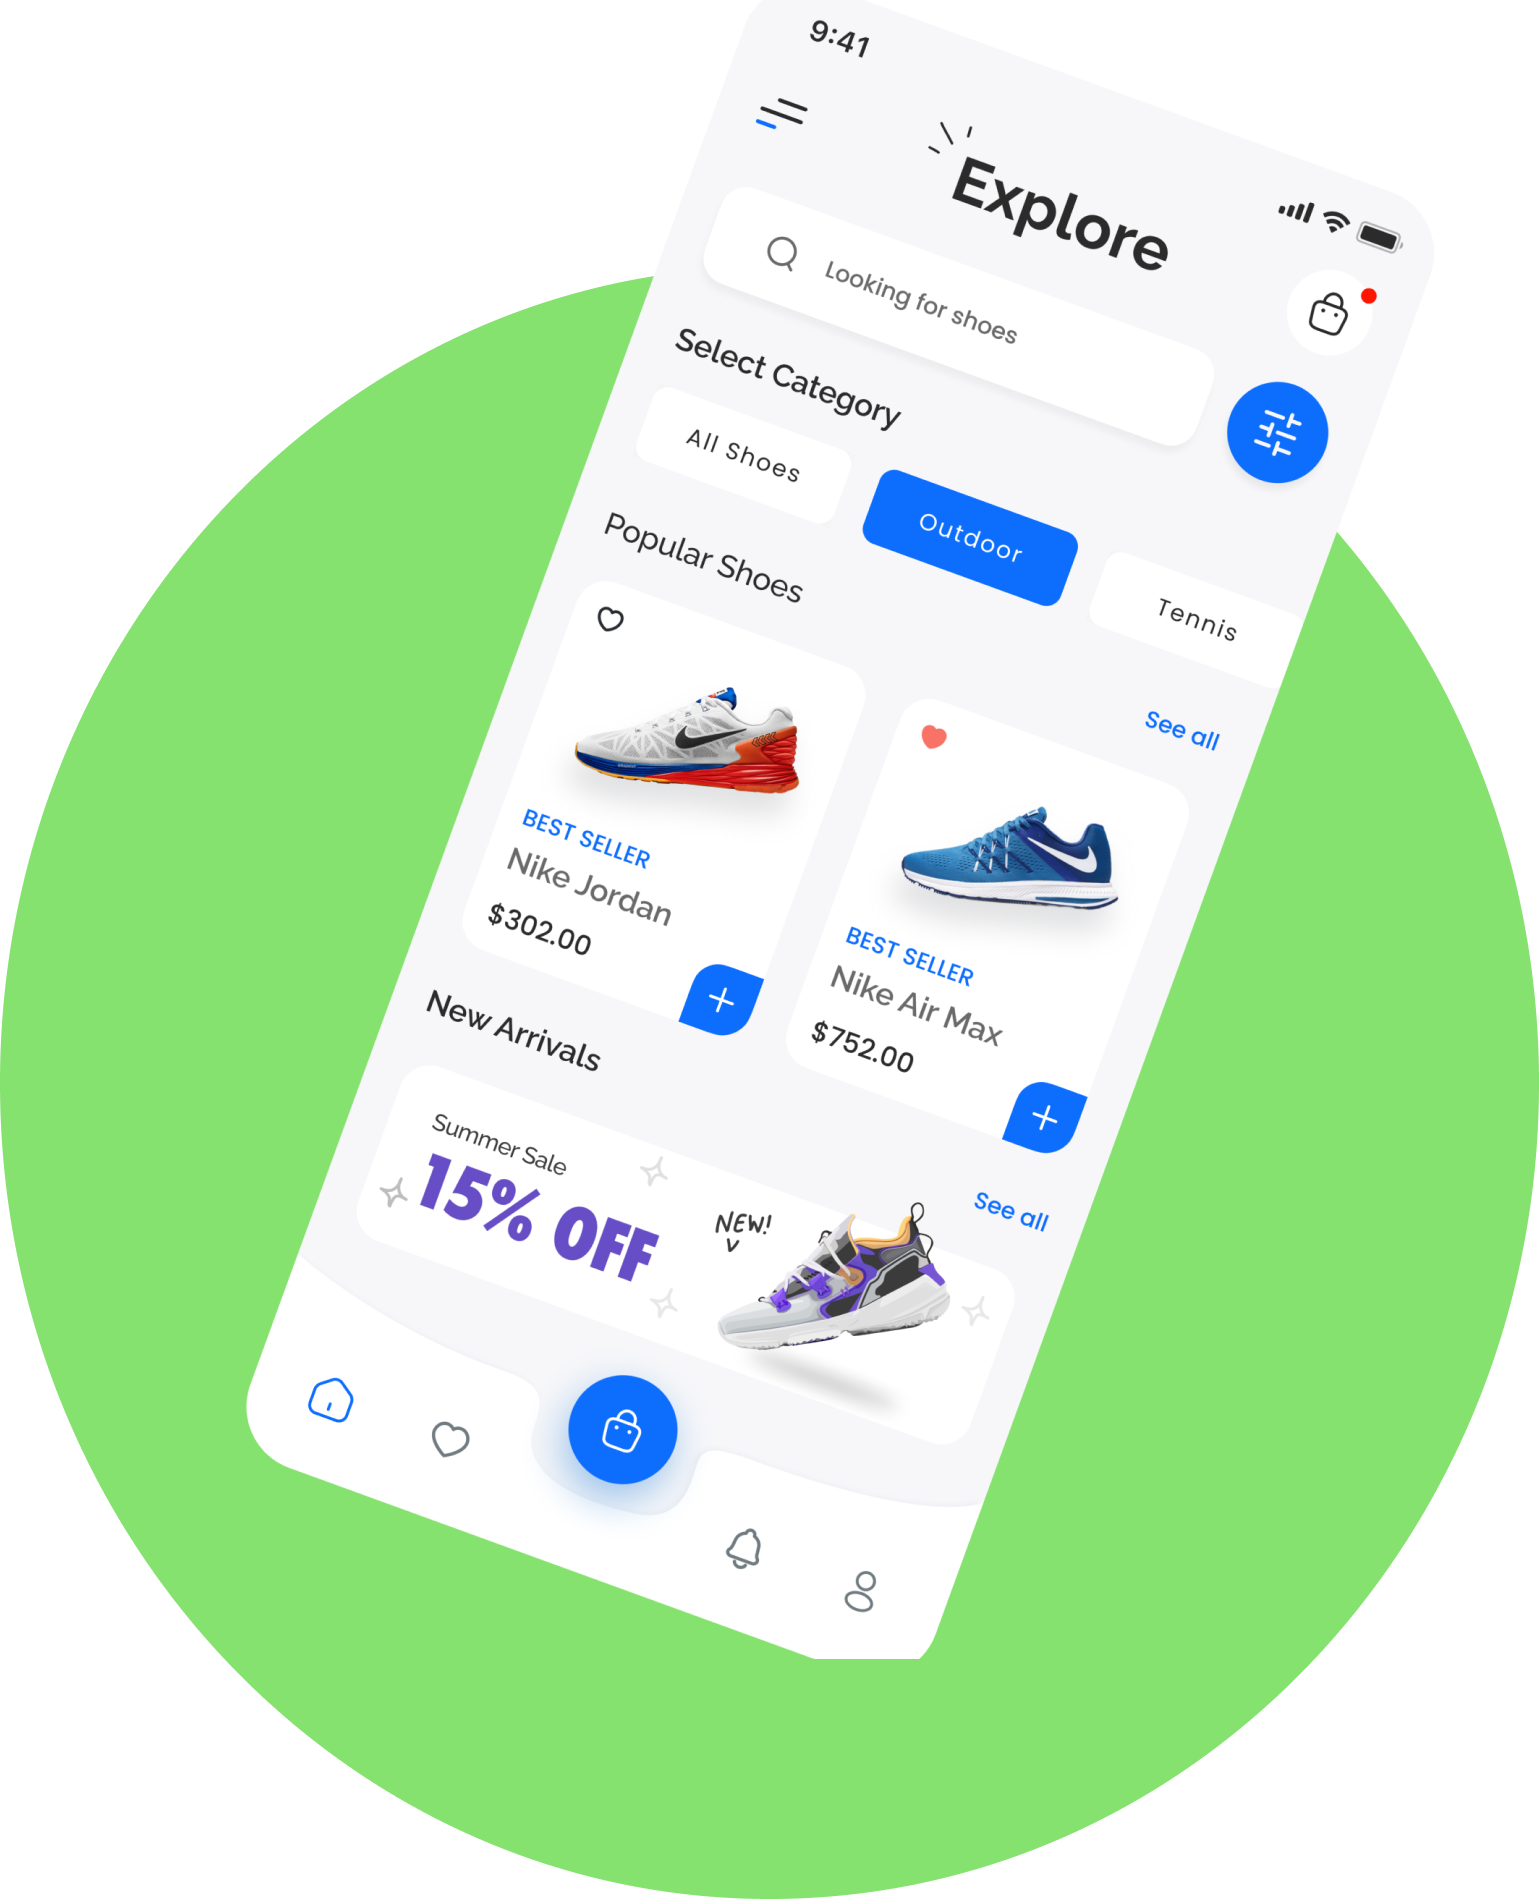 9:41
Explore
Looking for shoes
Select Category
All Shoes
Outdoor
Tennis
Popular Shoes
See all
BEST SELLER
Nike Jordan
$302.00
BEST SELLER
Nike Air Max
$752.00
New Arrivals
See all
Summer Sale
15% OFF
NEW!